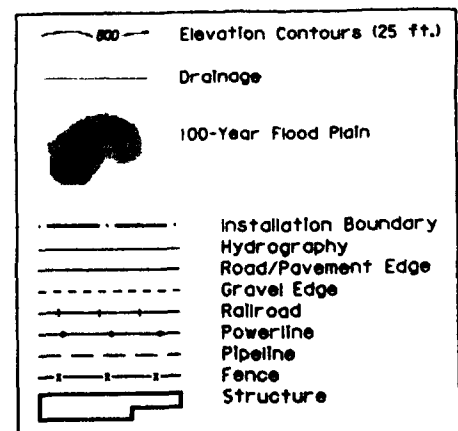 800 Elevation Contours (25 ft.)
Drainage
100-Year Flood Plain
Installation Boundary
Hydrography
Road/Pavement Edge
Gravel Edge
Railroad
Powerline
Pipeline
x x x Fence
Structure